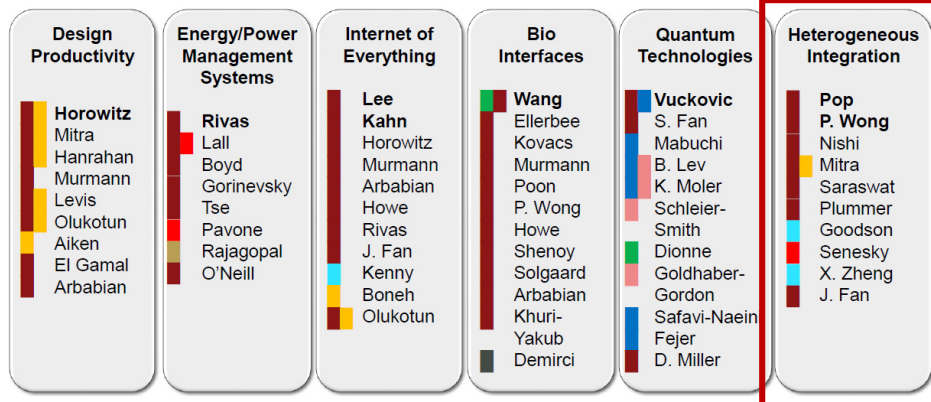 Design
Productivity
Horowitz
Mitra
Hanrahan
Murmann
Levis
Olukotun
Aiken
El Gamal
Arbabian
Energy/Power
Management
Systems
Rivas
Lall
Boyd
Gorinevsky
Tse
Pavone
Rajagopal
O'Neill
Internet of
Everything
Lee
Kahn
Horowitz
Murmann
Arbabian
Howe
Rivas
J. Fan
Kenny
Boneh
Olukotun
Bio
Interfaces
Wang
Ellerbee
Kovacs
Murmann
Poon
P. Wong
Howe
Shenoy
Solgaard
Arbabian
Khuri-
Yakub
Demirci
Quantum
Technologies
Vuckovic
S. Fan
Mabuchi
B. Lev
K. Moler
Schleier-
Smith
Dionne
Goldhaber-
Gordon
Safavi-Naein
Fejer
D. Miller
Heterogeneous
Integration
Pop
P. Wong
Nishi
Mitra
Saraswat
Plummer
Goodson
Senesky
X. Zheng
J. Fan